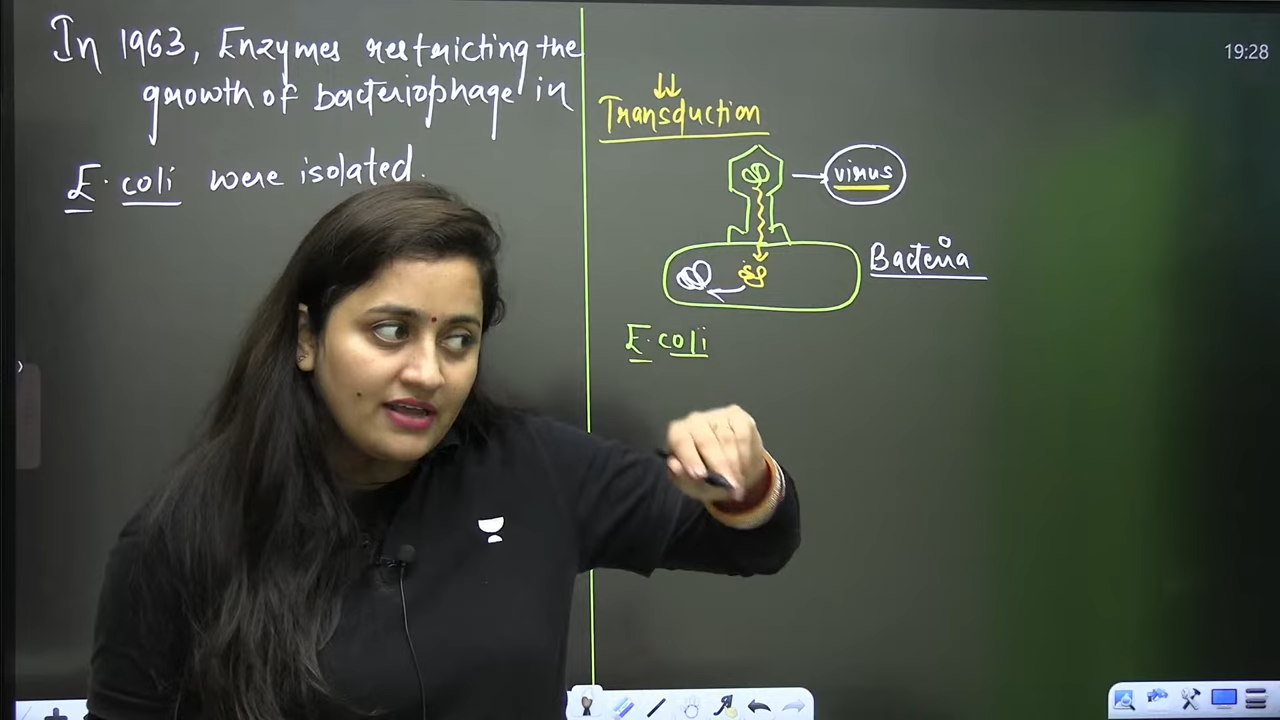 In 1963, Enzymes restricting the
growth of bacteriophage in
E. coli were isolated.
Transduction
virus
Bacteria
E. coli
19:28